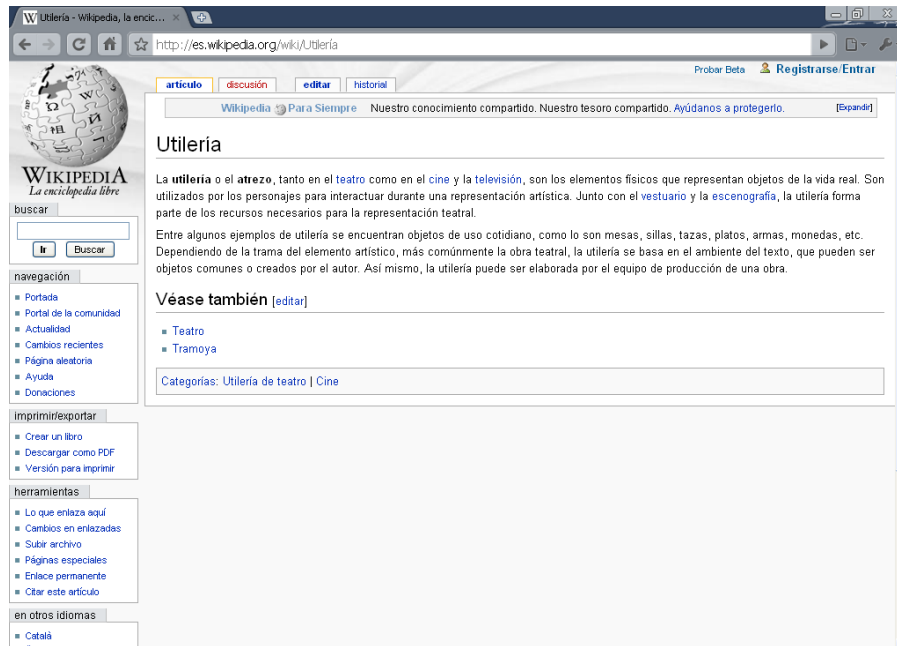 Utilería - Wikipedia, la encic...
http://es.wikipedia.org/wiki/Utilería
Probar Beta Registrarse/Entrar
artículo discusión editar historial
Wikipedia Para Siempre Nuestro conocimiento compartido. Nuestro tesoro compartido. Ayúdanos a protegerlo. [Expandir]
Utilería
La utilería o el atrezo, tanto en el teatro como en el cine y la televisión, son los elementos físicos que representan objetos de la vida real. Son
utilizados por los personajes para interactuar durante una representación artística. Junto con el vestuario y la escenografía, la utilería forma
parte de los recursos necesarios para la representación teatral.
Entre algunos ejemplos de utilería se encuentran objetos de uso cotidiano, como lo son mesas, sillas, tazas, platos, armas, monedas, etc.
Dependiendo de la trama del elemento artístico, más comúnmente la obra teatral, la utilería se basa en el ambiente del texto, que pueden ser
objetos comunes o creados por el autor. Así mismo, la utilería puede ser elaborada por el equipo de producción de una obra.
Véase también [editar]
Teatro
Tramoya
Categorías: Utilería de teatro | Cine
WIKIPEDIA
La enciclopedia libre
buscar
Ir Buscar
navegación
Portada
Portal de la comunidad
Actualidad
Cambios recientes
Página aleatoria
Ayuda
Donaciones
imprimir/exportar
Crear un libro
Descargar como PDF
Versión para imprimir
herramientas
Lo que enlaza aquí
Cambios en enlazadas
Subir archivo
Páginas especiales
Enlace permanente
Citar este artículo
en otros idiomas
Català